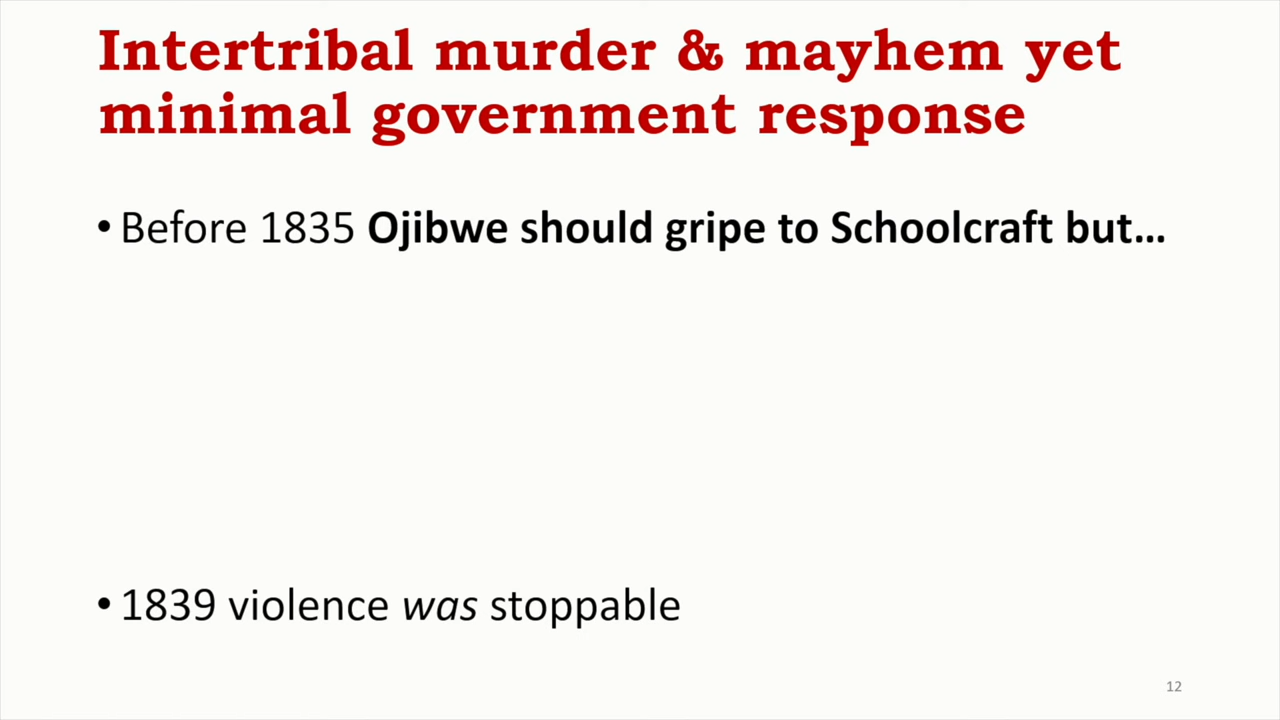 Intertribal murder & mayhem yet
minimal government response
• Before 1835 Ojibwe should gripe to Schoolcraft but…
• 1839 violence was stoppable
12